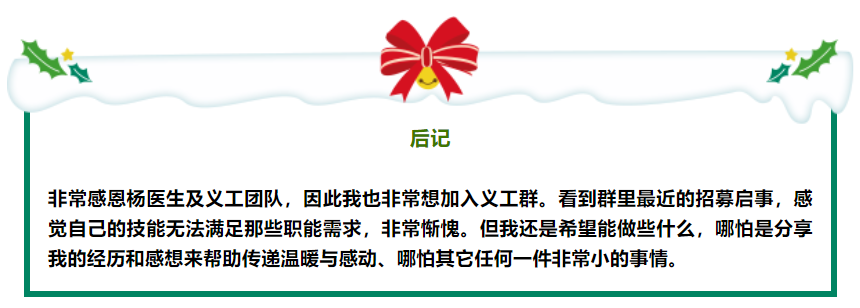 后记
非常感恩杨医生及义工团队，因此我也非常想加入义工群。看到群里最近的招募启事，感
觉自己的技能无法满足那些职能需求，非常惭愧。但我还是希望能做些什么，哪怕是分享
我的经历和感想来帮助传递温暖与感动、哪怕其它任何一件非常小的事情。